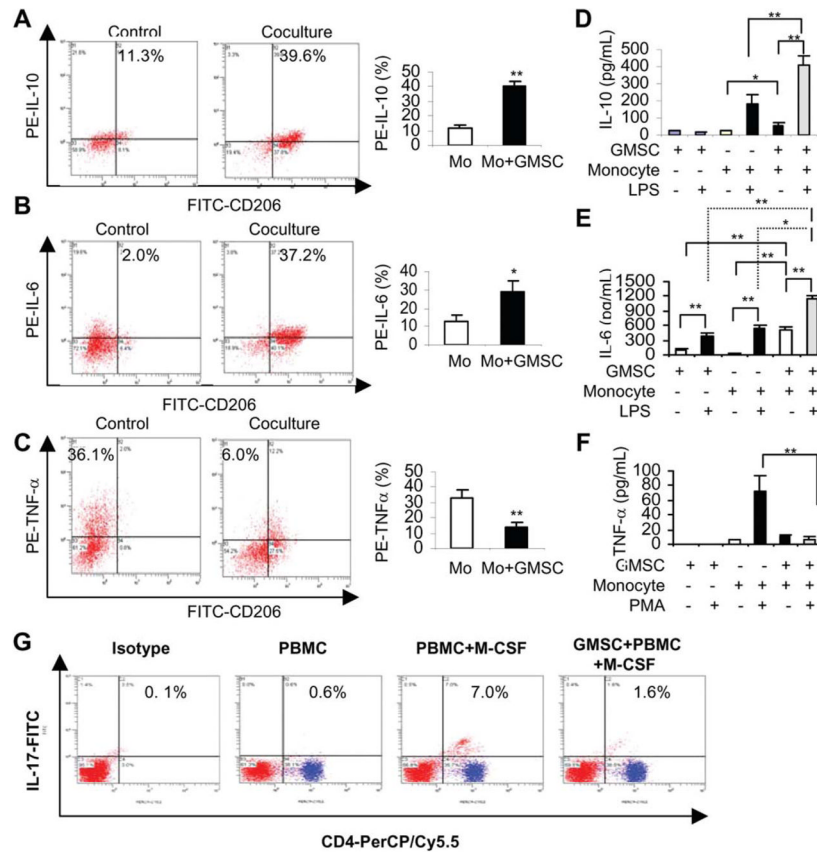 A
Control
Coculture
11.3%
39.6%
PE-IL-10
FITC-CD206
PE-IL-10 (%)
50
40
30
20
10
0
**
Mo Mo+GMSC
B
Control
Coculture
2.0%
37.2%
PE-IL-6
FITC-CD206
PE-IL-6 (%)
40
30
20
10
0
*
Mo Mo+GMSC
C
Control
Coculture
36.1%
6.0%
PE-TNF-α
FITC-CD206
PE-TNFα (%)
50
40
30
20
10
0
**
Mo Mo+GMSC
D
IL-10 (pg/mL)
500
400
300
200
100
0
**
**
*
GMSC + + - - + +
Monocyte - - + + + +
LPS - + - + - +
E
**
*
**
**
**
**
**
IL-6 (pg/mL)
1500
1200
900
600
300
0
GMSC + + - - + +
Monocyte - - + + + +
LPS - + - + - +
F
TNF-α (pg/mL)
100
80
60
40
20
0
**
GMSC + + - - + +
Monocyte - - + + + +
PMA - + - + - +
G
Isotype
PBMC
PBMC+M-CSF
GMSC+PBMC
+M-CSF
0. 1%
0.6%
7.0%
1.6%
IL-17-FITC
CD4-PerCP/Cy5.5